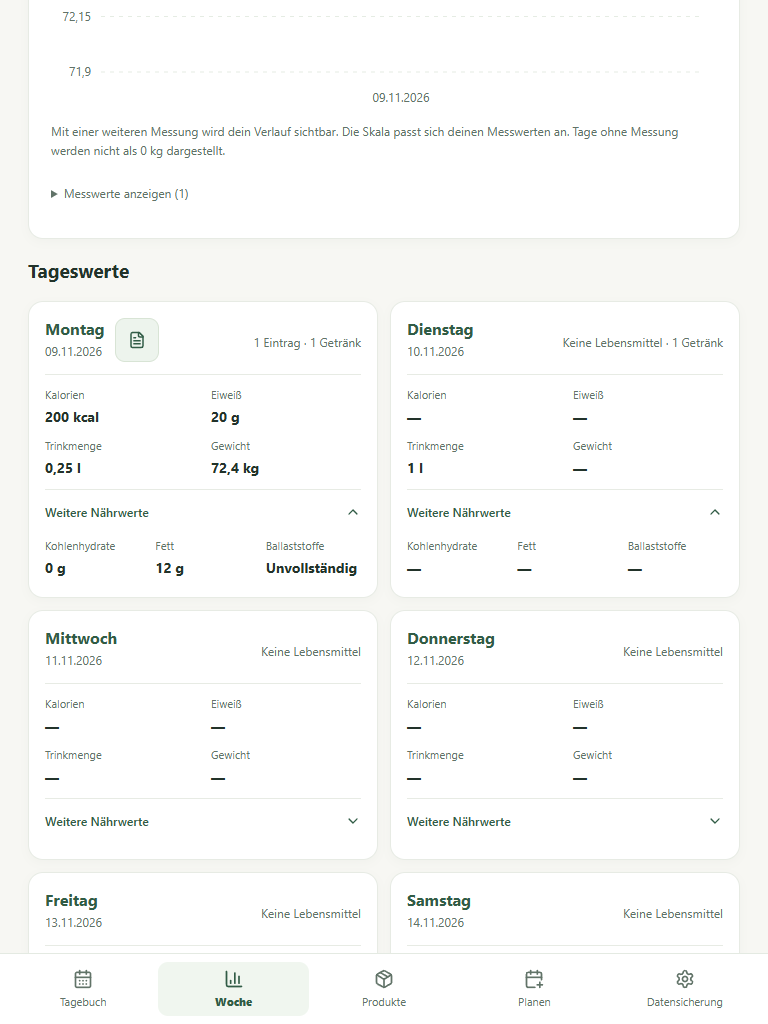 72,15
71,9
09.11.2026
Mit einer weiteren Messung wird dein Verlauf sichtbar. Die Skala passt sich deinen Messwerten an. Tage ohne Messung
werden nicht als 0 kg dargestellt.
Messwerte anzeigen (1)
Tageswerte
Montag
09.11.2026
1 Eintrag · 1 Getränk
Kalorien Eiweiß
200 kcal 20 g
Trinkmenge Gewicht
0,25 l 72,4 kg
Weitere Nährwerte
Kohlenhydrate Fett Ballaststoffe
0 g 12 g Unvollständig
Dienstag
10.11.2026
Keine Lebensmittel · 1 Getränk
Kalorien Eiweiß
— —
Trinkmenge Gewicht
1 l —
Weitere Nährwerte
Kohlenhydrate Fett Ballaststoffe
— — —
Mittwoch
11.11.2026
Keine Lebensmittel
Kalorien Eiweiß
— —
Trinkmenge Gewicht
— —
Weitere Nährwerte
Donnerstag
12.11.2026
Keine Lebensmittel
Kalorien Eiweiß
— —
Trinkmenge Gewicht
— —
Weitere Nährwerte
Freitag
13.11.2026
Keine Lebensmittel
Samstag
14.11.2026
Keine Lebensmittel
Tagebuch Woche Produkte Planen Datensicherung